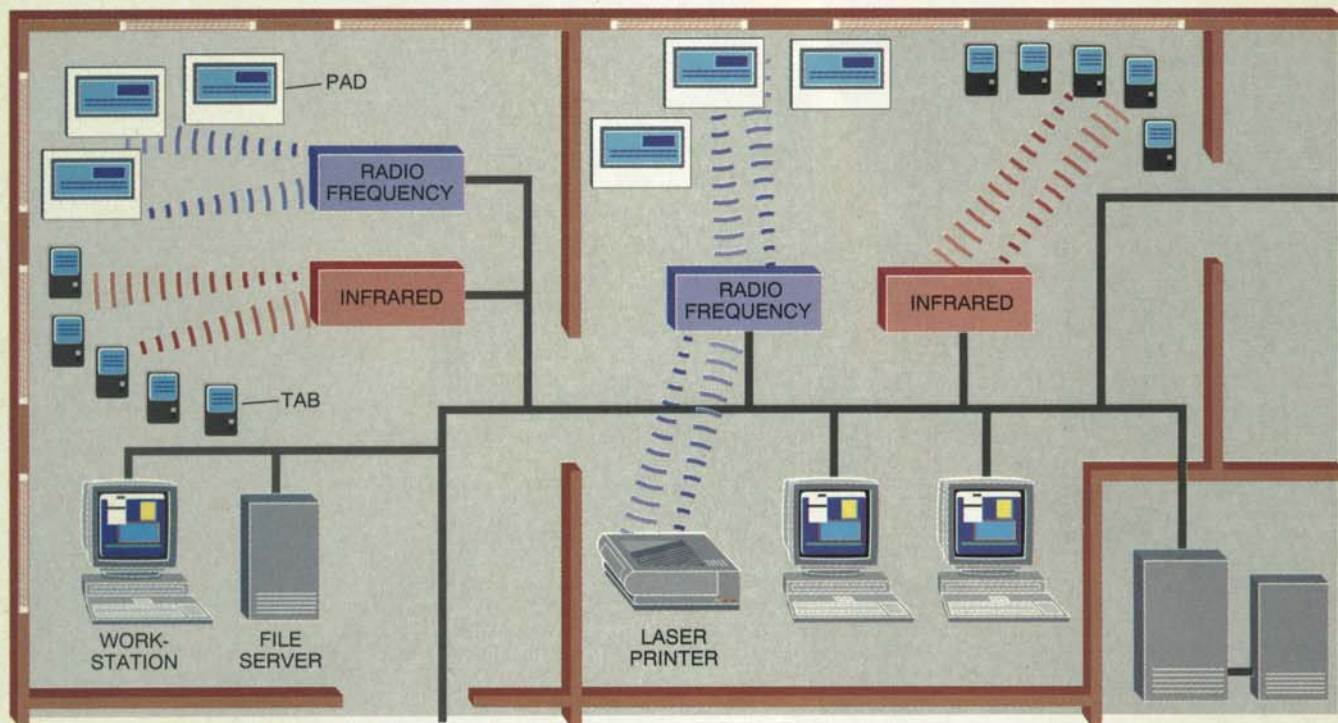 PAD
RADIO
FREQUENCY
INFRARED
TAB
RADIO
FREQUENCY
INFRARED
WORK-
STATION
FILE
SERVER
LASER
PRINTER